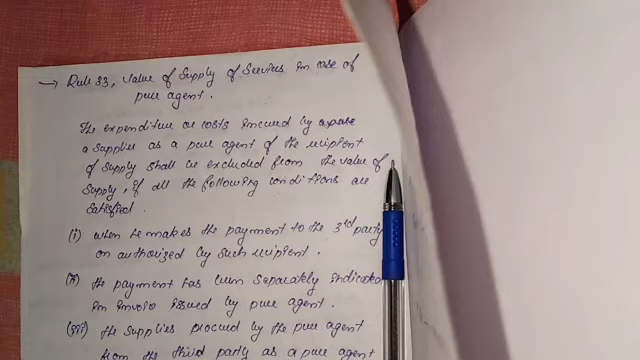 → Rule 33, Value of Supply of Services in case of
pure agent.
The expenditure or costs incurred by
a supplier as a pure agent of the recipient
of supply shall be excluded from the value of
supply, if all the following conditions are
satisfied.
(i) when he makes the payment to the 3rd party
on authorized by such recipient.
(ii) the payment has been separately indicated
in invoice issued by pure agent.
(iii) the supplies procured by the pure agent
from the third party as a pure agent